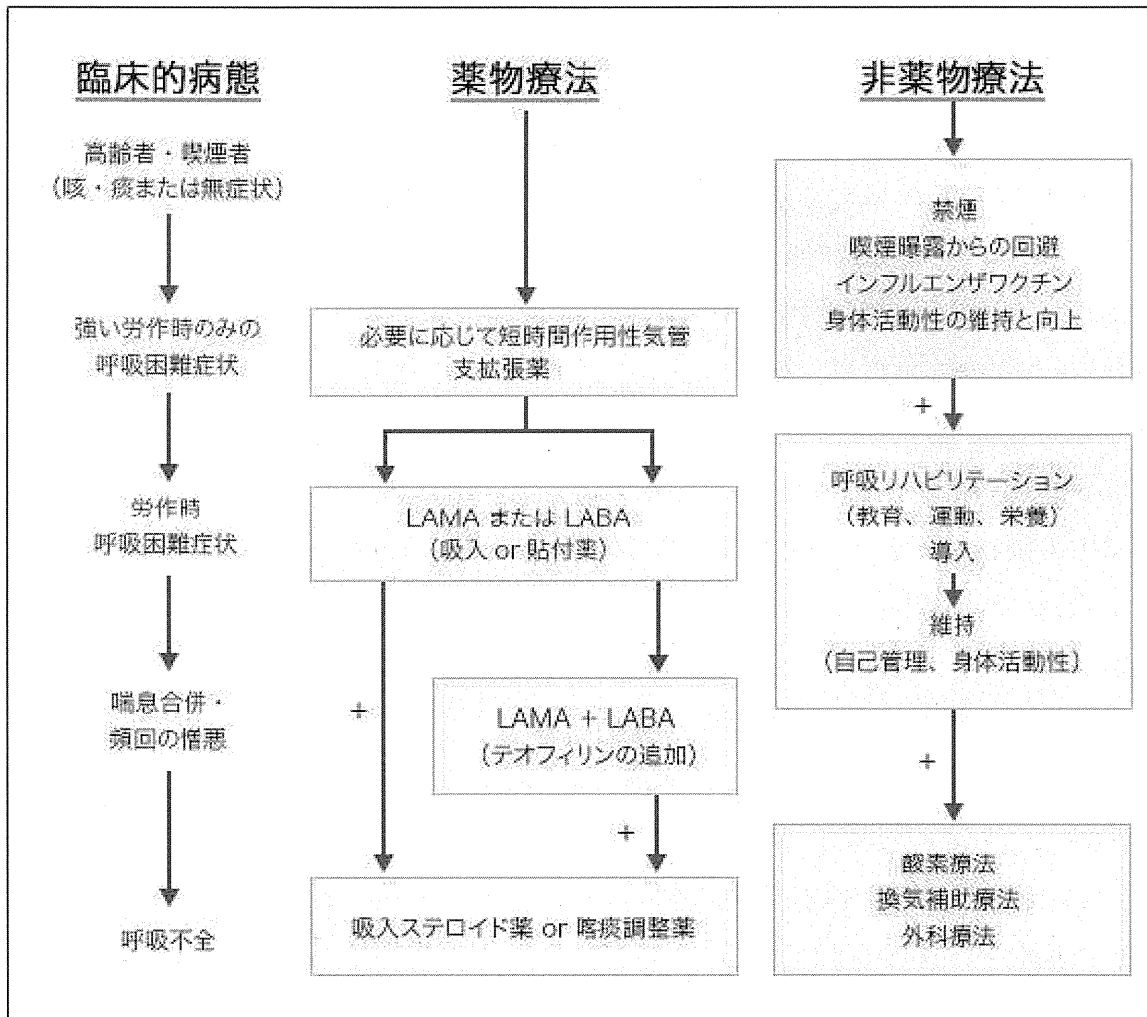 臨床的病態
高齢者・喫煙者
（咳・痰または無症状）
強い労作時のみの
呼吸困難症状
労作時
呼吸困難症状
喘息合併・
頻回の憎悪
呼吸不全
薬物療法
必要に応じて短時間作用性気管
支拡張薬
LAMA または LABA
（吸入 or 貼付薬）
+
LAMA + LABA
（テオフィリンの追加）
+
吸入ステロイド薬 or 喀痰調整薬
非薬物療法
禁煙
喫煙曝露からの回避
インフルエンザワクチン
身体活動性の維持と向上
+
呼吸リハビリテーション
（教育、運動、栄養）
導入
維持
（自己管理、身体活動性）
+
酸素療法
換気補助療法
外科療法